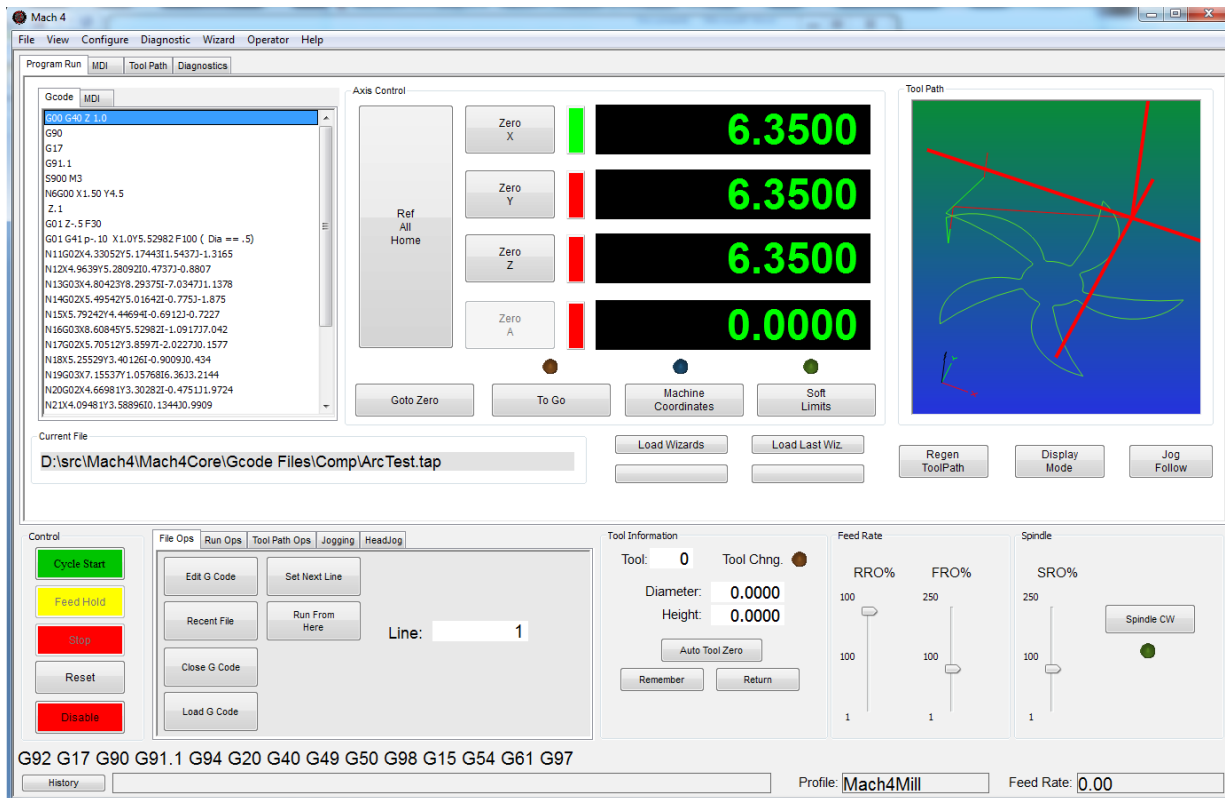 Mach 4
File View Configure Diagnostic Wizard Operator Help
Program Run MDI Tool Path Diagnostics
Gcode MDI
G00 G40 Z 1.0
G90
G17
G91.1
S900 M3
N6G00 X1.50 Y4.5
Z.1
G01 Z-.5 F30
G01 G41 p-.10 X1.0Y5.52982 F100 ( Dia == .5)
N11G02X4.33052Y5.17443I1.5437J-1.3165
N12X4.9639Y5.28092I0.4737J-0.8807
N13G03X4.80423Y8.29375I-7.0347J1.1378
N14G02X5.49542Y5.01642I-0.775J-1.875
N15X5.79242Y4.44694I-0.6912J-0.7227
N16G03X8.60845Y5.52982I-1.0917J7.042
N17G02X5.70512Y3.8597I-2.0227J0.1577
N18X5.25529Y3.40126I-0.9009J0.434
N19G03X7.15537Y1.05768I6.36J3.2144
N20G02X4.66981Y3.30282I-0.4751J1.9724
N21X4.09481Y3.58896I0.1344J0.9909
Axis Control
Ref
All
Home
Zero
X
6.3500
Zero
Y
6.3500
Zero
Z
6.3500
Zero
A
0.0000
Goto Zero
To Go
Machine
Coordinates
Soft
Limits
Tool Path
Current File
D:\src\Mach4\Mach4Core\Gcode Files\Comp\ArcTest.tap
Load Wizards
Load Last Wiz.
Regen
ToolPath
Display
Mode
Jog
Follow
Control
Cycle Start
Feed Hold
Stop
Reset
Disable
File Ops Run Ops Tool Path Ops Jogging HeadJog
Edit G Code
Set Next Line
Recent File
Run From
Here
Line: 1
Close G Code
Load G Code
Tool Information
Tool: 0 Tool Chng.
Diameter: 0.0000
Height: 0.0000
Auto Tool Zero
Remember
Return
Feed Rate
RRO% FRO%
100 250
100 100
1 1
Spindle
SRO%
250
100
1
Spindle CW
G92 G17 G90 G91.1 G94 G20 G40 G49 G50 G98 G15 G54 G61 G97
History
Profile: Mach4Mill
Feed Rate: 0.00